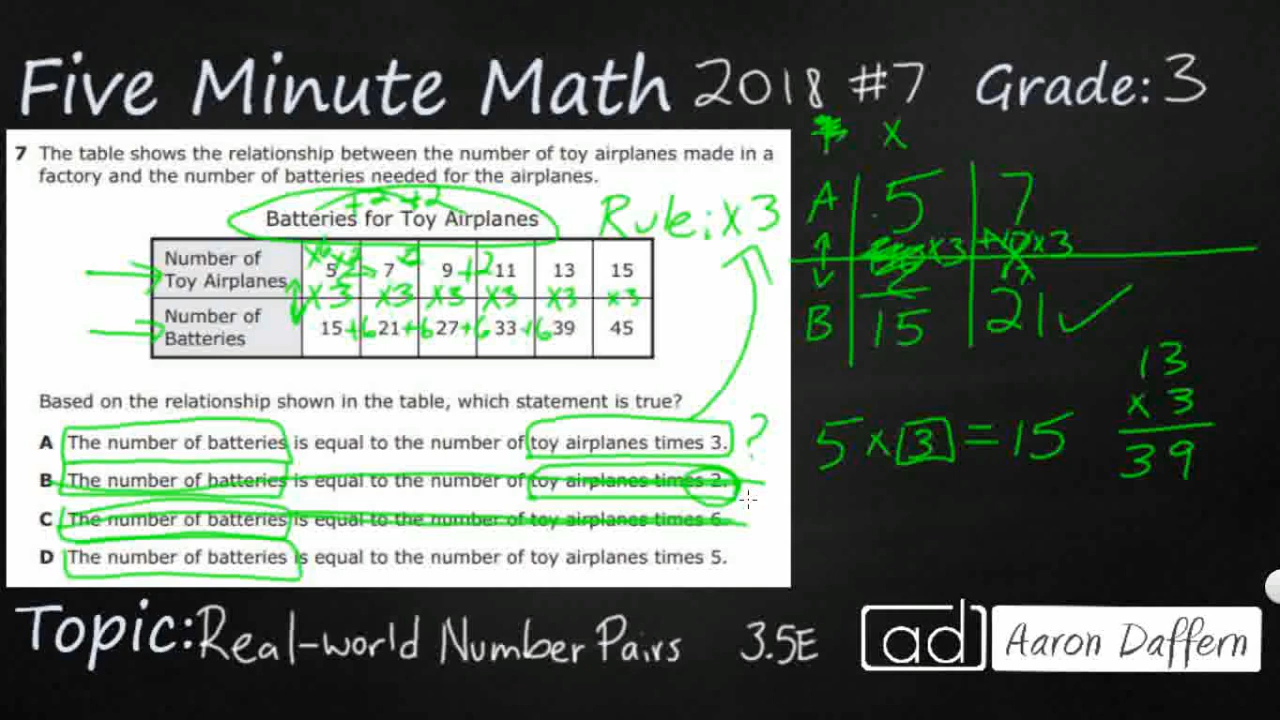 Five Minute Math 2018 #7 Grade: 3
7 The table shows the relationship between the number of toy airplanes made in a
factory and the number of batteries needed for the airplanes.
+2 +2
Batteries for Toy Airplanes
Rule: x3
Number of Toy Airplanes 5 7 9 +2 11 13 15
x3 x3 x3 x3 x3 x3
Number of Batteries 15 +6 21 +6 27 +6 33 +6 39 45
Based on the relationship shown in the table, which statement is true?
A The number of batteries is equal to the number of toy airplanes times 3. ?
B The number of batteries is equal to the number of toy airplanes times 2.
C The number of batteries is equal to the number of toy airplanes times 6.
D The number of batteries is equal to the number of toy airplanes times 5.
x
A 5 7
x3 x3
B 15 21 ✓
5 x 3 = 15
13
x 3
39
Topic: Real-world Number Pairs 3.5E
ad Aaron Daffern